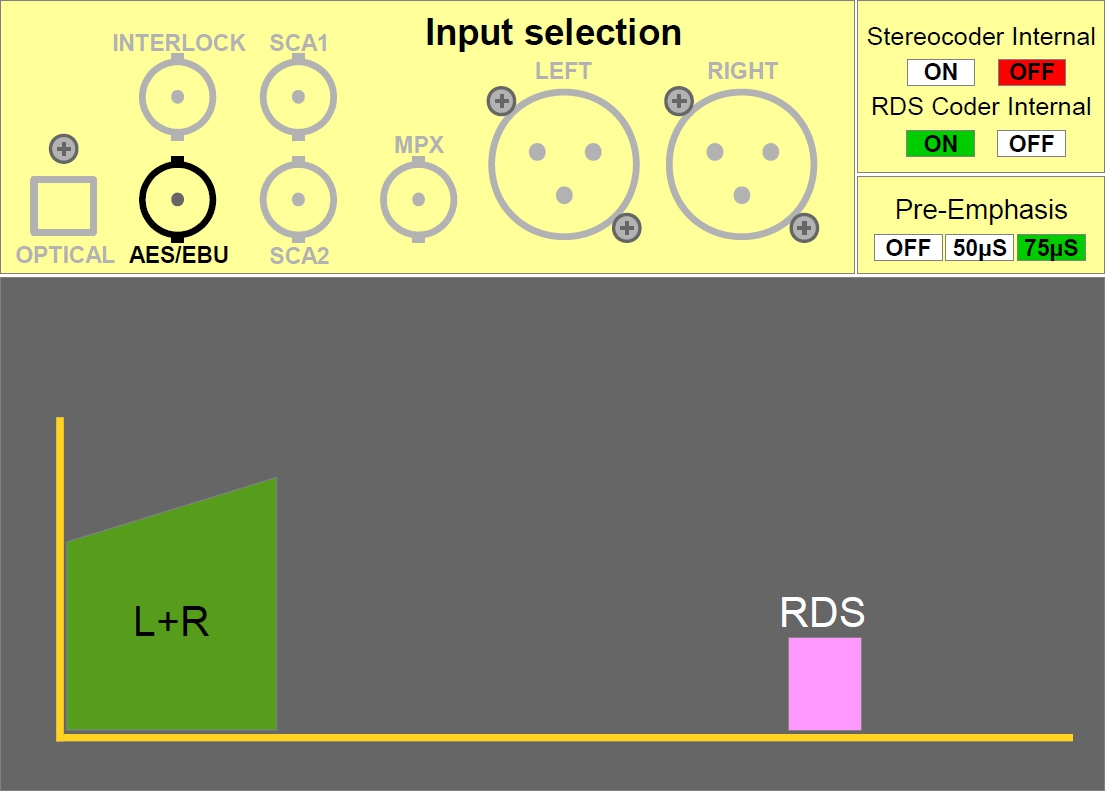 Input selection
INTERLOCK
SCA1
LEFT
RIGHT
MPX
OPTICAL
AES/EBU
SCA2
Stereocoder Internal
ON OFF
RDS Coder Internal
ON OFF
Pre-Emphasis
OFF 50µS 75µS
L+R
RDS